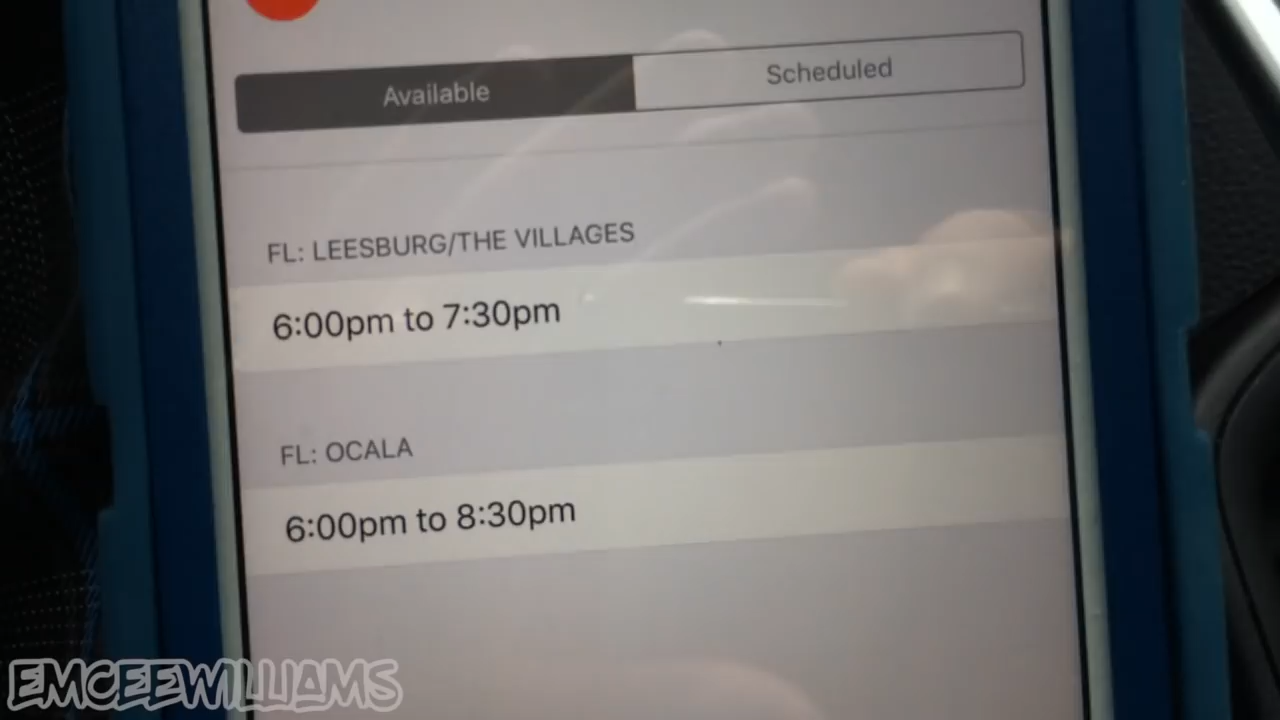 Available
Scheduled
FL: LEESBURG/THE VILLAGES
6:00pm to 7:30pm
FL: OCALA
6:00pm to 8:30pm
EMCEEWILLIAMS